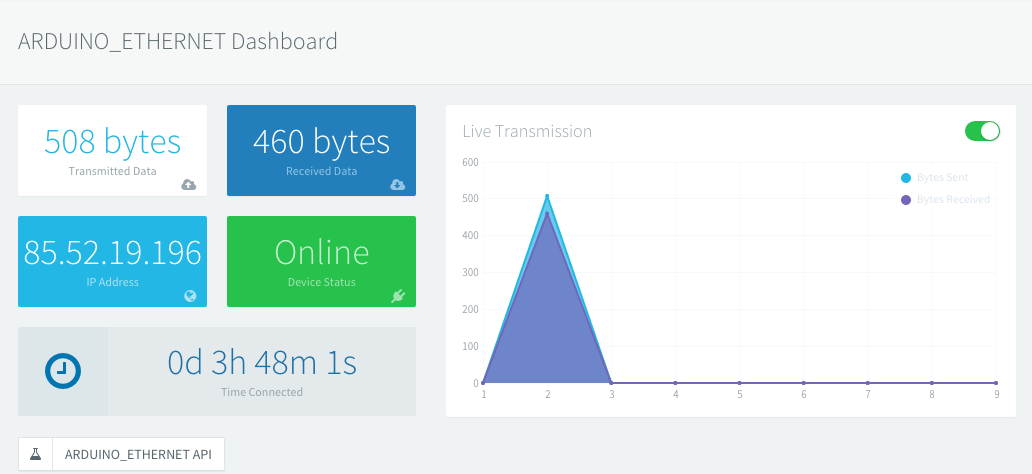 ARDUINO_ETHERNET Dashboard
508 bytes
Transmitted Data
460 bytes
Received Data
85.52.19.196
IP Address
Online
Device Status
0d 3h 48m 1s
Time Connected
ARDUINO_ETHERNET API
Live Transmission
600
500
400
300
200
100
0
1 2 3 4 5 6 7 8 9
Bytes Sent
Bytes Received